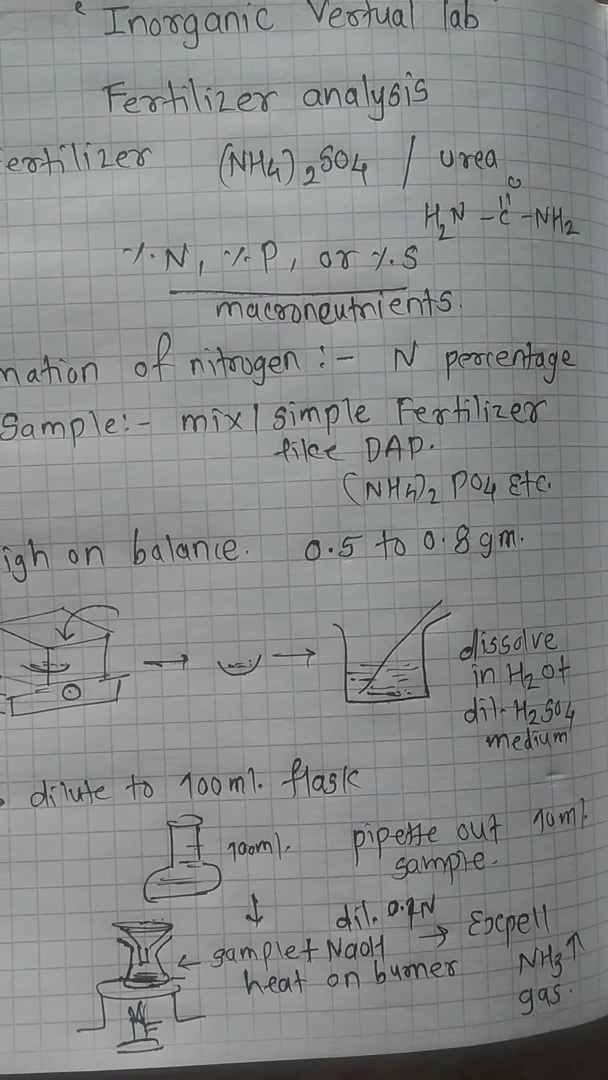 Inorganic Vertual lab
Fertilizer analysis
ertilizer (NH4)2SO4 / urea
O
H2N-C-NH2
%N, %P, or %S
macroneutrients.
nation of nitrogen :- N percentage
Sample:- mix/simple Fertilizer
like DAP.
(NH4)2 PO4 Etc.
igh on balance. 0.5 to 0.8 gm.
dissolve
in H2O+
dil. H2SO4
medium
dilute to 100ml. flask
100ml. pipette out 10ml.
sample.
dil. 0.1N
sample + NaOH → Excpell
heat on burner NH3↑
gas.